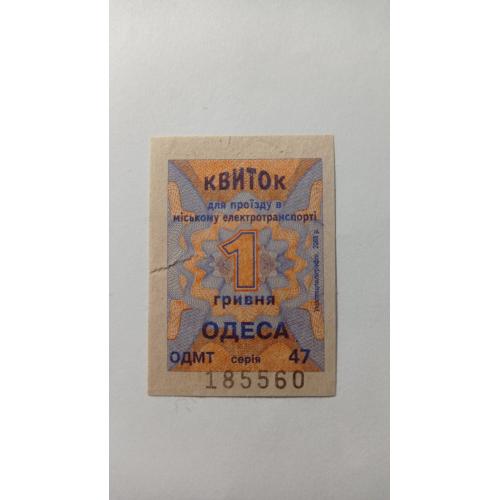 КВИТОК
для проїзду в
міському електротранспорті
1
гривня
ОДЕСА
ОДМТ серія 47
185560